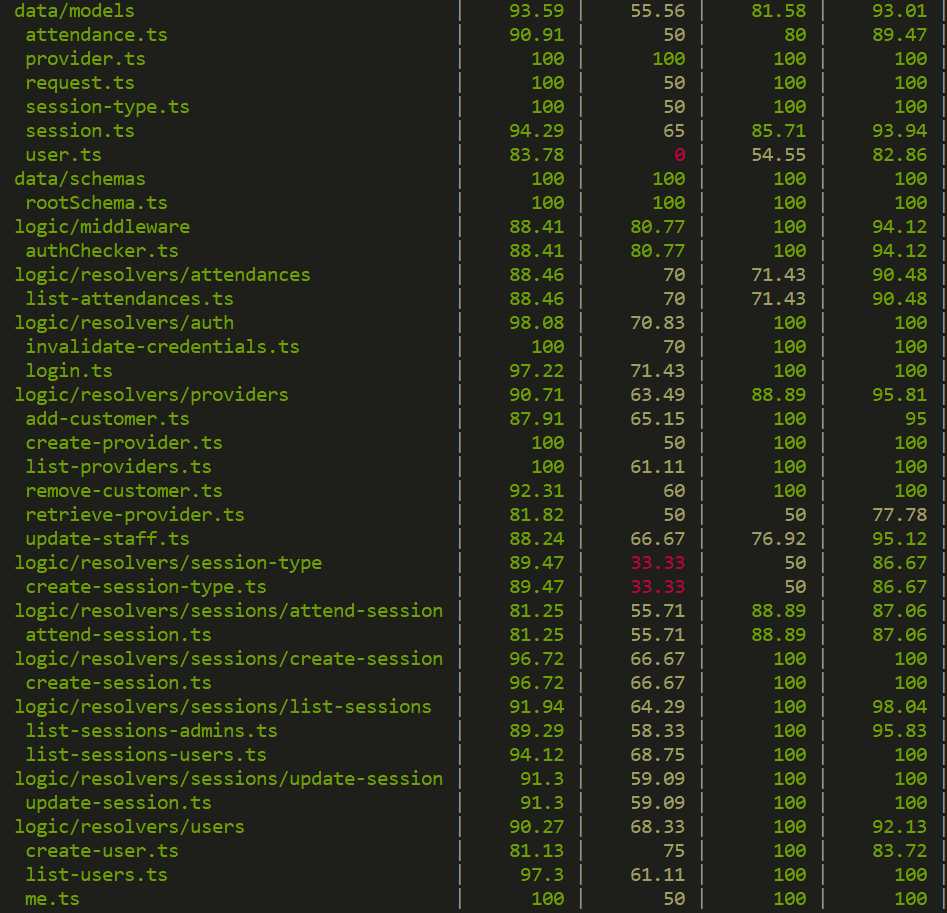 data/models | 93.59 | 55.56 | 81.58 | 93.01 |
attendance.ts | 90.91 | 50 | 80 | 89.47 |
provider.ts | 100 | 100 | 100 | 100 |
request.ts | 100 | 50 | 100 | 100 |
session-type.ts | 100 | 50 | 100 | 100 |
session.ts | 94.29 | 65 | 85.71 | 93.94 |
user.ts | 83.78 | 0 | 54.55 | 82.86 |
data/schemas | 100 | 100 | 100 | 100 |
rootSchema.ts | 100 | 100 | 100 | 100 |
logic/middleware | 88.41 | 80.77 | 100 | 94.12 |
authChecker.ts | 88.41 | 80.77 | 100 | 94.12 |
logic/resolvers/attendances | 88.46 | 70 | 71.43 | 90.48 |
list-attendances.ts | 88.46 | 70 | 71.43 | 90.48 |
logic/resolvers/auth | 98.08 | 70.83 | 100 | 100 |
invalidate-credentials.ts | 100 | 70 | 100 | 100 |
login.ts | 97.22 | 71.43 | 100 | 100 |
logic/resolvers/providers | 90.71 | 63.49 | 88.89 | 95.81 |
add-customer.ts | 87.91 | 65.15 | 100 | 95 |
create-provider.ts | 100 | 50 | 100 | 100 |
list-providers.ts | 100 | 61.11 | 100 | 100 |
remove-customer.ts | 92.31 | 60 | 100 | 100 |
retrieve-provider.ts | 81.82 | 50 | 50 | 77.78 |
update-staff.ts | 88.24 | 66.67 | 76.92 | 95.12 |
logic/resolvers/session-type | 89.47 | 33.33 | 50 | 86.67 |
create-session-type.ts | 89.47 | 33.33 | 50 | 86.67 |
logic/resolvers/sessions/attend-session | 81.25 | 55.71 | 88.89 | 87.06 |
attend-session.ts | 81.25 | 55.71 | 88.89 | 87.06 |
logic/resolvers/sessions/create-session | 96.72 | 66.67 | 100 | 100 |
create-session.ts | 96.72 | 66.67 | 100 | 100 |
logic/resolvers/sessions/list-sessions | 91.94 | 64.29 | 100 | 98.04 |
list-sessions-admins.ts | 89.29 | 58.33 | 100 | 95.83 |
list-sessions-users.ts | 94.12 | 68.75 | 100 | 100 |
logic/resolvers/sessions/update-session | 91.3 | 59.09 | 100 | 100 |
update-session.ts | 91.3 | 59.09 | 100 | 100 |
logic/resolvers/users | 90.27 | 68.33 | 100 | 92.13 |
create-user.ts | 81.13 | 75 | 100 | 83.72 |
list-users.ts | 97.3 | 61.11 | 100 | 100 |
me.ts | 100 | 50 | 100 | 100 |